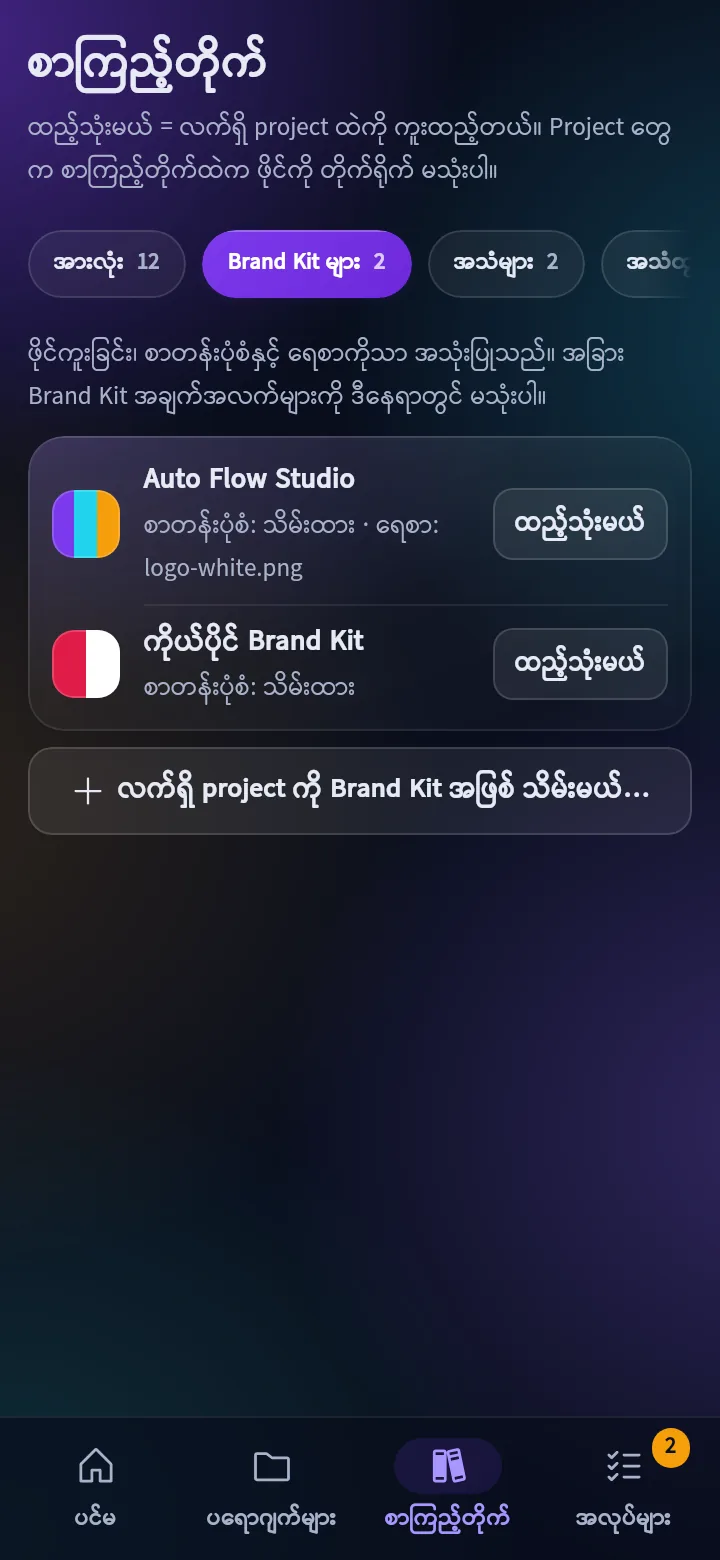 စာကြည့်တိုက်
ထည့်သုံးမယ် = လက်ရှိ project ထဲကို ကူးထည့်တယ်။ Project တွေ
က စာကြည့်တိုက်ထဲက ဖိုင်ကို တိုက်ရိုက် မသုံးပါ။
အားလုံး 12
Brand Kit များ 2
အသံများ 2
ဖိုင်ကူးခြင်း၊ စာတန်းပုံစံနှင့် ရေစာကိုသာ အသုံးပြုသည်။ အခြား
Brand Kit အချက်အလက်များကို ဒီနေရာတွင် မသုံးပါ။
Auto Flow Studio
စာတန်းပုံစံ: သိမ်းထား · ရေစာ:
logo-white.png
ထည့်သုံးမယ်
ကိုယ်ပိုင် Brand Kit
စာတန်းပုံစံ: သိမ်းထား
ထည့်သုံးမယ်
လက်ရှိ project ကို Brand Kit အဖြစ် သိမ်းမယ်…
2
ပင်မ
ပရောဂျက်များ
စာကြည့်တိုက်
အလုပ်များ